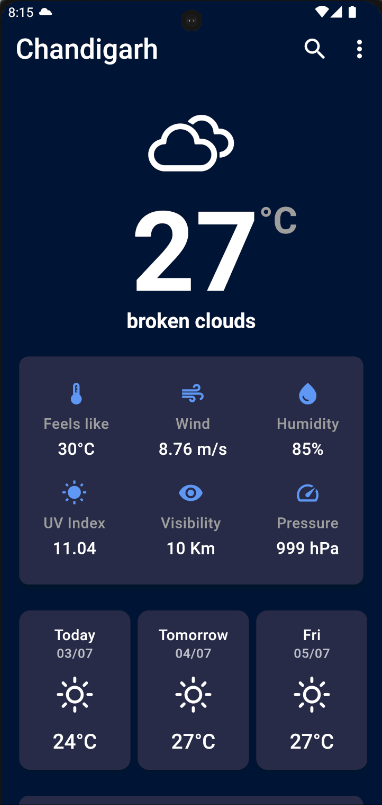 8:15
Chandigarh
27°C
broken clouds
Feels like Wind Humidity
30°C 8.76 m/s 85%
UV Index Visibility Pressure
11.04 10 Km 999 hPa
Today Tomorrow Fri
03/07 04/07 05/07
24°C 27°C 27°C